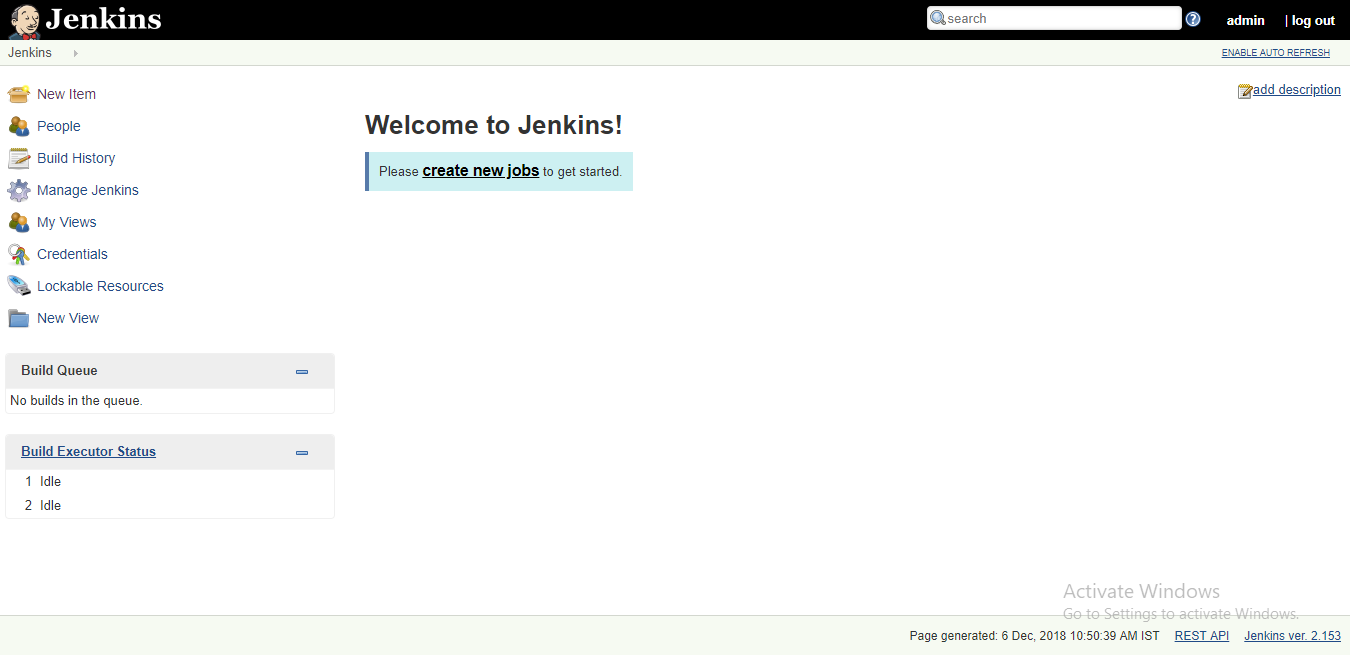 Jenkins
search
admin
| log out
Jenkins
ENABLE AUTO REFRESH
New Item
People
Build History
Manage Jenkins
My Views
Credentials
Lockable Resources
New View
Build Queue
No builds in the queue.
Build Executor Status
1 Idle
2 Idle
add description
Welcome to Jenkins!
Please create new jobs to get started.
Activate Windows
Go to Settings to activate Windows.
Page generated: 6 Dec, 2018 10:50:39 AM IST REST API Jenkins ver. 2.153